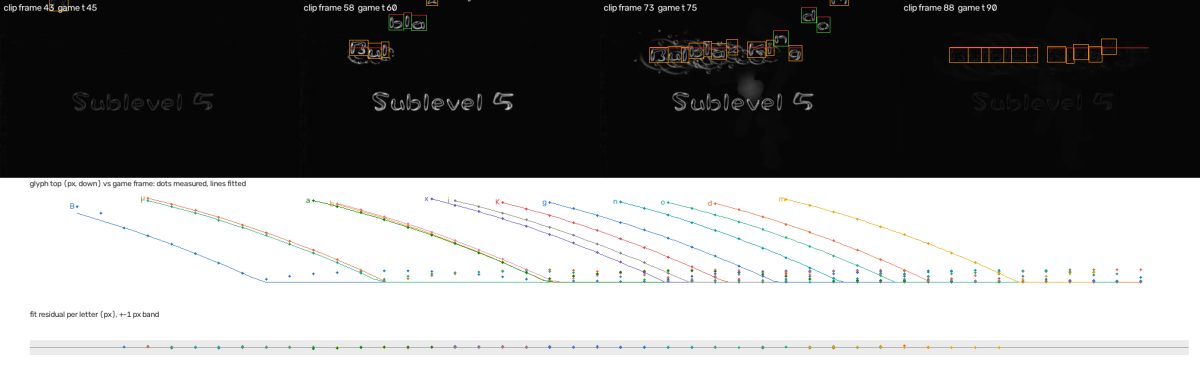 clip frame 43 game t 45
clip frame 58 game t 60
clip frame 73 game t 75
clip frame 88 game t 90
bla
Bul
d
o
n
g
Sublevel 5
Sublevel 5
Sublevel 5
Sublevel 5
glyph top (px, down) vs game frame: dots measured, lines fitted
B
a
x
i
K
g
n
o
d
m
fit residual per letter (px), +-1 px band